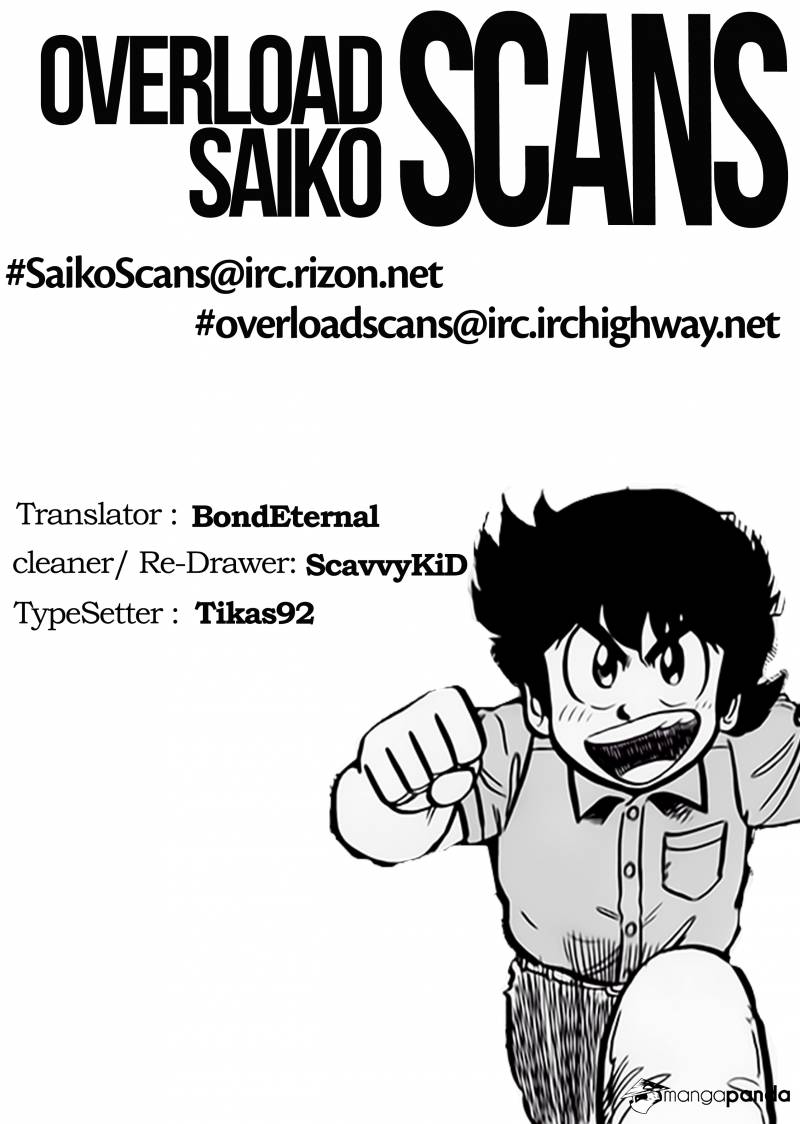 OVERLOAD SCANS
SAIKO
#SaikoScans@irc.rizon.net
#overloadscans@irc.irchighway.net
Translator : BondEternal
cleaner/ Re-Drawer: ScavvyKiD
TypeSetter : Tikas92
mangapanda